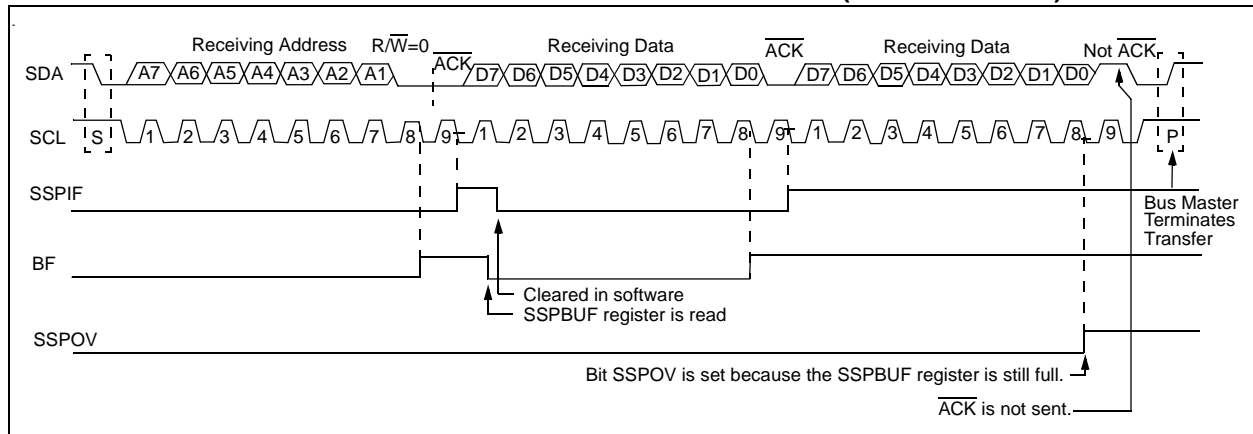 Receiving Address R/W̅=0 A̅C̅K̅ Receiving Data A̅C̅K̅ Receiving Data Not A̅C̅K̅
SDA A7 A6 A5 A4 A3 A2 A1 D7 D6 D5 D4 D3 D2 D1 D0 D7 D6 D5 D4 D3 D2 D1 D0
SCL S 1 2 3 4 5 6 7 8 9 1 2 3 4 5 6 7 8 9 1 2 3 4 5 6 7 8 9 P
SSPIF
Bus Master
Terminates
Transfer
BF
Cleared in software
SSPBUF register is read
SSPOV
Bit SSPOV is set because the SSPBUF register is still full.
A̅C̅K̅ is not sent.